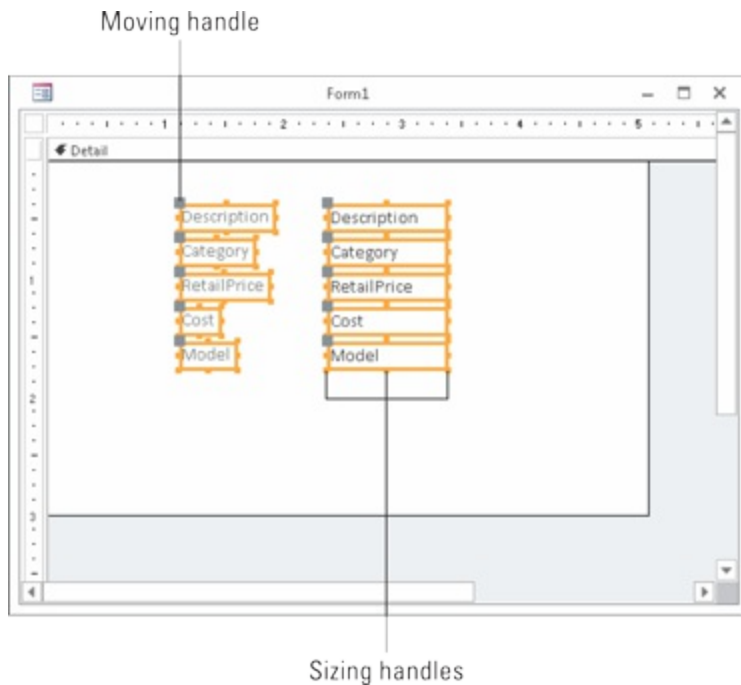 Moving handle
Form1
1 2 3 4 5
Detail
Description Description
Category Category
RetailPrice RetailPrice
1
Cost Cost
Model Model
2
3
Sizing handles